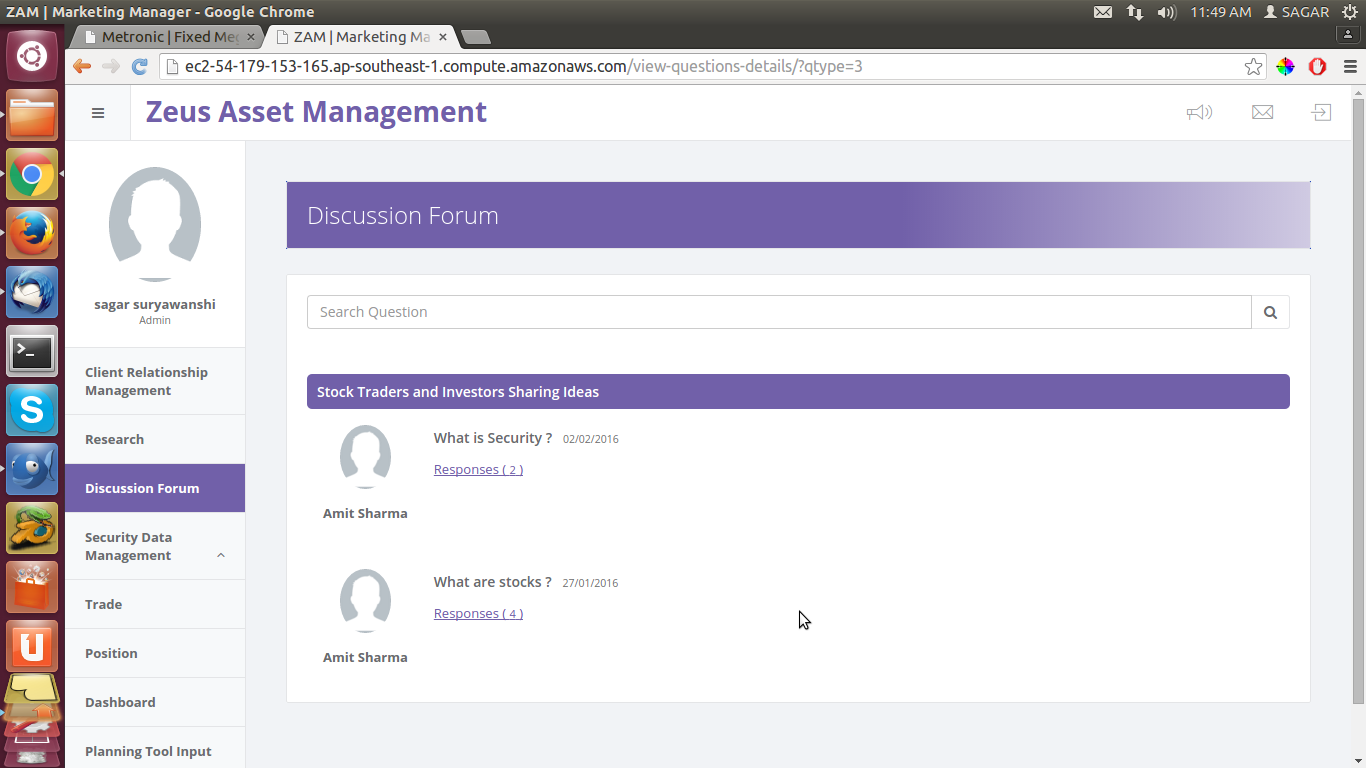 ZAM | Marketing Manager - Google Chrome
11:49 AM
SAGAR
Metronic | Fixed Me
ZAM | Marketing Ma
ec2-54-179-153-165.ap-southeast-1.compute.amazonaws.com/view-questions-details/?qtype=3
Zeus Asset Management
sagar suryawanshi
Admin
Client Relationship
Management
Research
Discussion Forum
Security Data
Management
Trade
Position
Dashboard
Planning Tool Input
Discussion Forum
Search Question
Stock Traders and Investors Sharing Ideas
What is Security ? 02/02/2016
Responses ( 2 )
Amit Sharma
What are stocks ? 27/01/2016
Responses ( 4 )
Amit Sharma